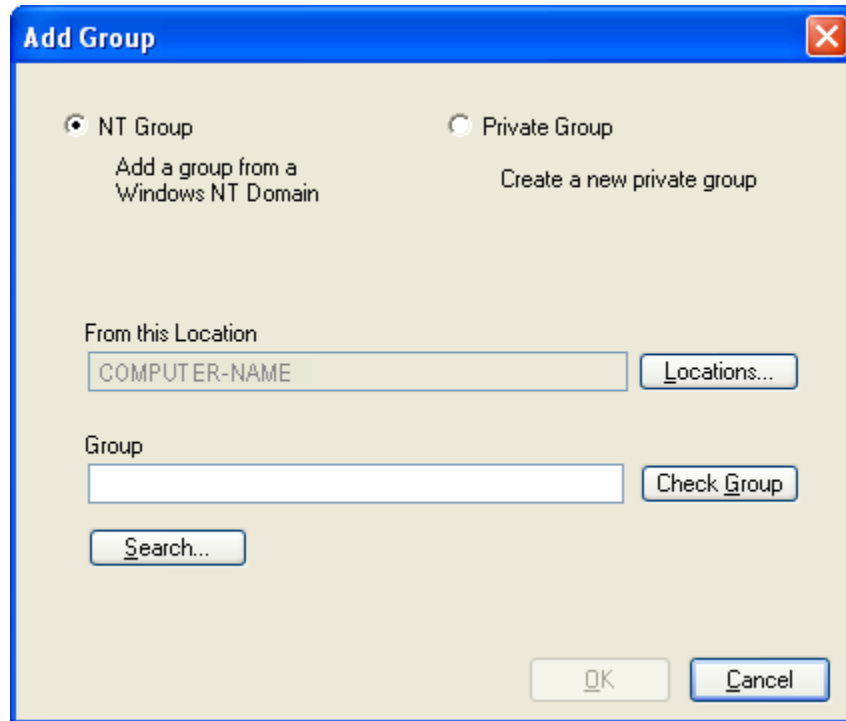 Add Group
NT Group
Private Group
Add a group from a
Windows NT Domain
Create a new private group
From this Location
COMPUTER-NAME
Locations...
Group
Check Group
Search...
OK
Cancel